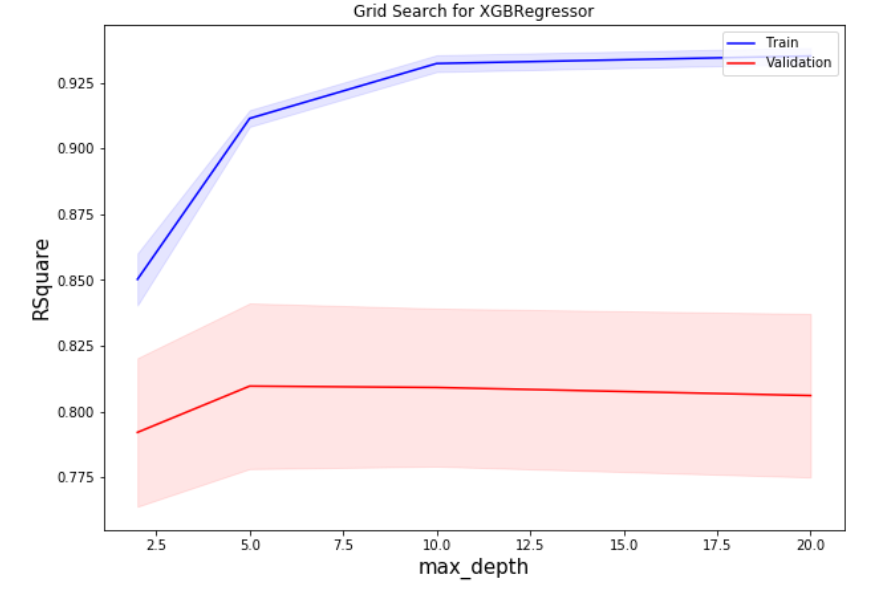 Grid Search for XGBRegressor
Train
Validation
RSquare
0.925
0.900
0.875
0.850
0.825
0.800
0.775
2.5 5.0 7.5 10.0 12.5 15.0 17.5 20.0
max_depth